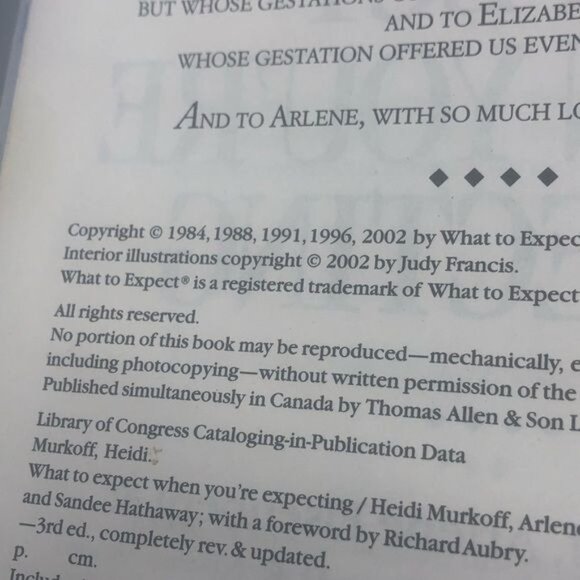 BUT WHOSE
AND TO ELIZABE
WHOSE GESTATION OFFERED US EVEN
AND TO ARLENE, WITH SO MUCH LO
Copyright © 1984, 1988, 1991, 1996, 2002 by What to Expec
Interior illustrations copyright © 2002 by Judy Francis.
What to Expect® is a registered trademark of What to Expect
All rights reserved.
No portion of this book may be reproduced—mechanically, e
including photocopying—without written permission of the
Published simultaneously in Canada by Thomas Allen & Son L
Library of Congress Cataloging-in-Publication Data
Murkoff, Heidi.
What to expect when you're expecting / Heidi Murkoff, Arlen
and Sandee Hathaway; with a foreword by Richard Aubry.
—3rd ed., completely rev. & updated.
p. cm.